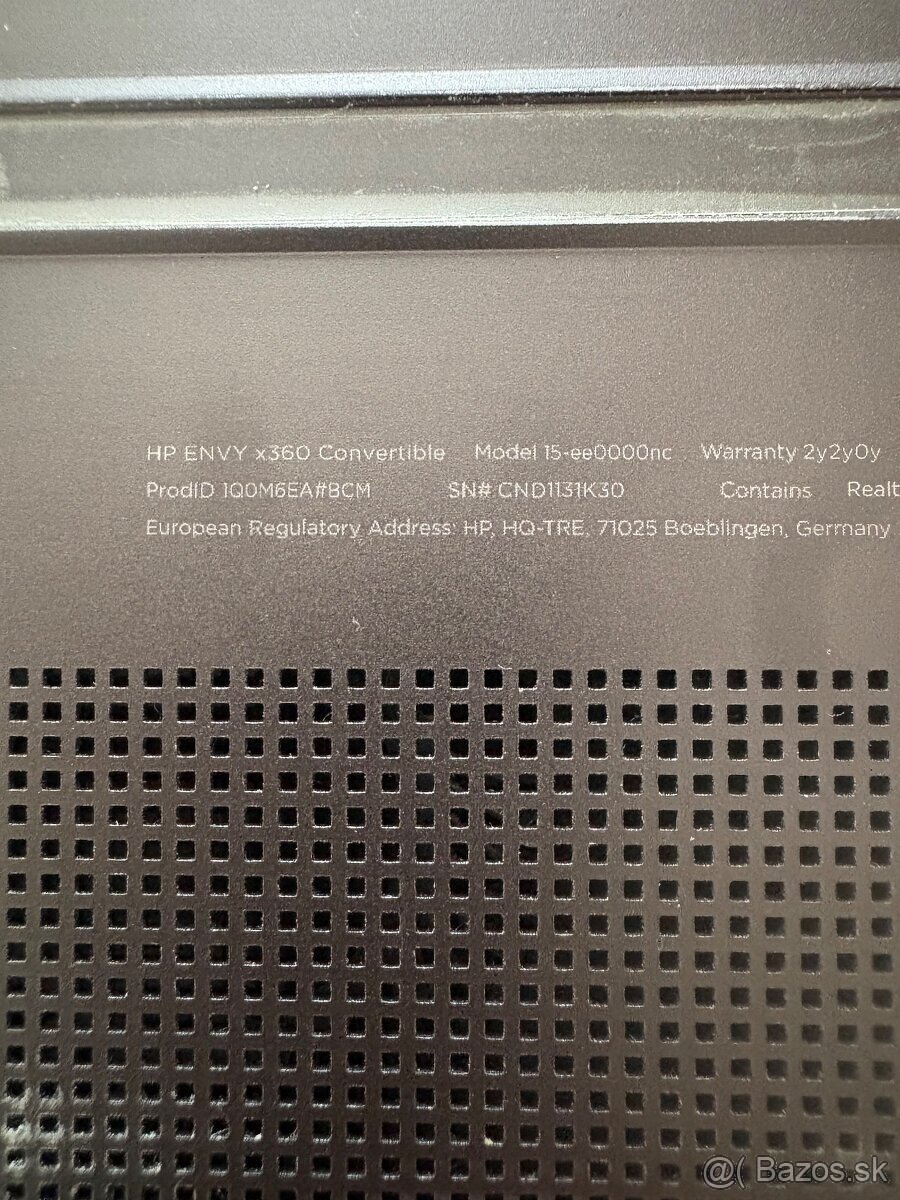 HP ENVY x360 Convertible Model 15-ee0000nc Warranty 2y2y0y
ProdID 1Q0M6EA#BCM SN# CND1131K30 Contains Realt
European Regulatory Address: HP, HQ-TRE, 71025 Boeblingen, Germany
@( Bazos.sk